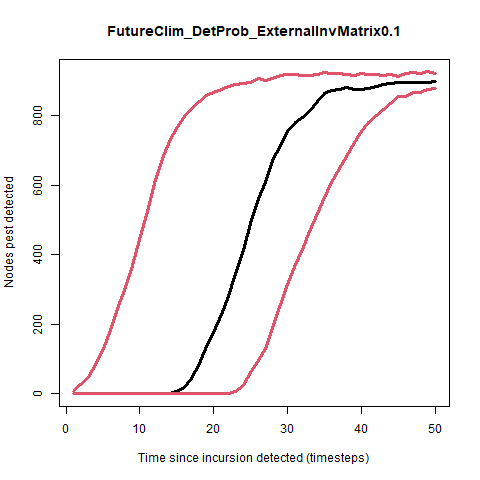 FutureClim_DetProb_ExternalInvMatrix0.1
Nodes pest detected
800
600
400
200
0
0 10 20 30 40 50
Time since incursion detected (timesteps)